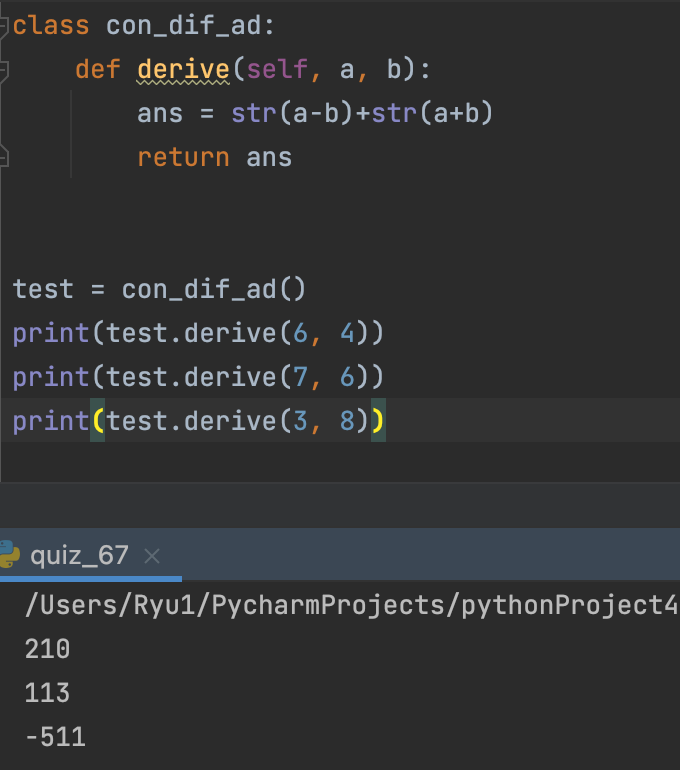 class con_dif_ad:
    def derive(self, a, b):
        ans = str(a-b)+str(a+b)
        return ans
test = con_dif_ad()
print(test.derive(6, 4))
print(test.derive(7, 6))
print(test.derive(3, 8))
quiz_67
/Users/Ryu1/PycharmProjects/pythonProject4
210
113
-511